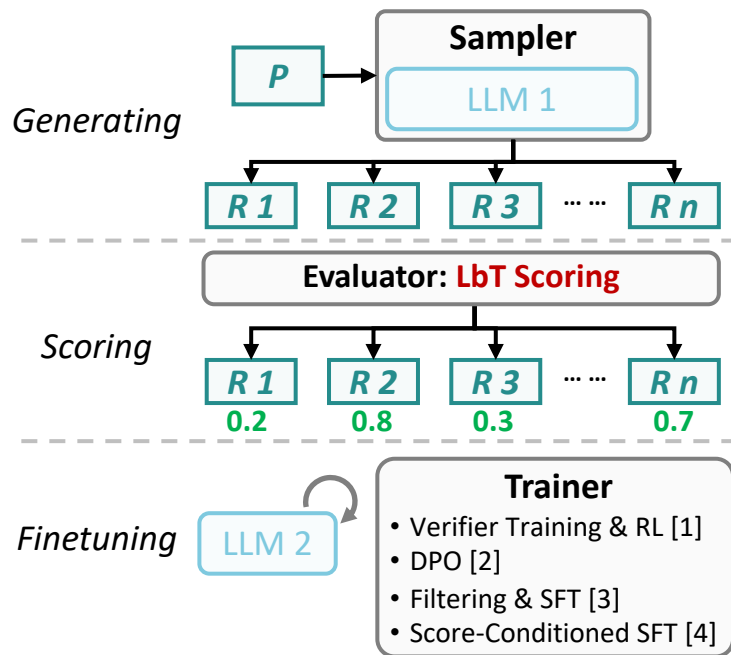 Sampler
P
LLM 1
Generating
R 1 R 2 R 3 ... ... R n
Evaluator: LbT Scoring
Scoring
R 1 R 2 R 3 ... ... R n
0.2 0.8 0.3 0.7
Trainer
Finetuning
LLM 2
• Verifier Training & RL [1]
• DPO [2]
• Filtering & SFT [3]
• Score-Conditioned SFT [4]